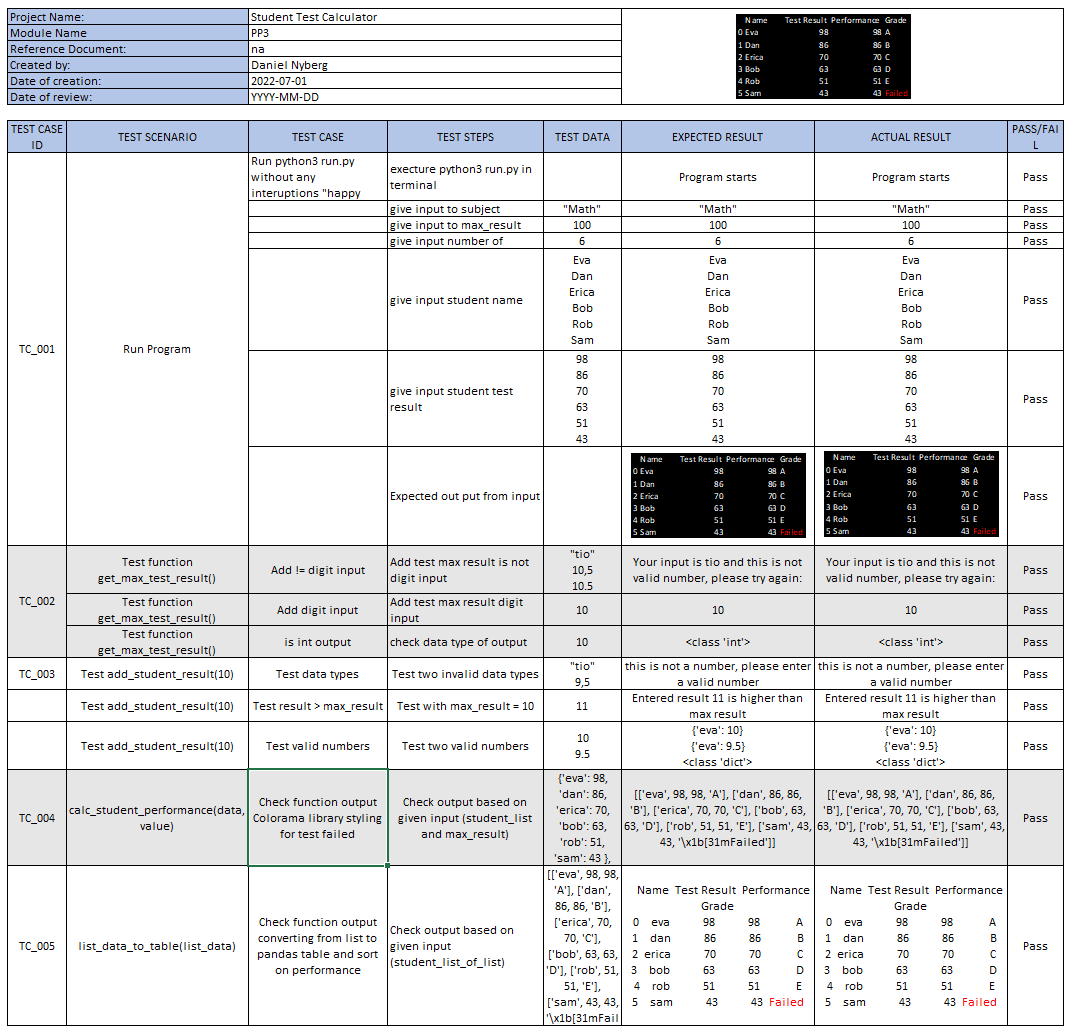 Project Name: Student Test Calculator
Module Name PP3
Reference Document: na
Created by: Daniel Nyberg
Date of creation: 2022-07-01
Date of review: YYYY-MM-DD
Name Test Result Performance Grade
0 Eva 98 98 A
1 Dan 86 86 B
2 Erica 70 70 C
3 Bob 63 63 D
4 Rob 51 51 E
5 Sam 43 43 Failed
TEST CASE
ID
TEST SCENARIO
TEST CASE
TEST STEPS
TEST DATA
EXPECTED RESULT
ACTUAL RESULT
PASS/FAI
L
TC_001
Run Program
Run python3 run.py
without any
interuptions "happy
execture python3 run.py in
terminal
Program starts
Program starts
Pass
give input to subject "Math" "Math" "Math" Pass
give input to max_result 100 100 100 Pass
give input number of 6 6 6 Pass
give input student name
Eva Eva Eva
Dan Dan Dan
Erica Erica Erica
Bob Bob Bob
Rob Rob Rob
Sam Sam Sam
Pass
give input student test
result
98 98 98
86 86 86
70 70 70
63 63 63
51 51 51
43 43 43
Pass
Expected out put from input
Name Test Result Performance Grade
0 Eva 98 98 A
1 Dan 86 86 B
2 Erica 70 70 C
3 Bob 63 63 D
4 Rob 51 51 E
5 Sam 43 43 Failed
Name Test Result Performance Grade
0 Eva 98 98 A
1 Dan 86 86 B
2 Erica 70 70 C
3 Bob 63 63 D
4 Rob 51 51 E
5 Sam 43 43 Failed
Pass
TC_002
Test function
get_max_test_result()
Add != digit input
Add test max result is not
digit input
"tio"
10,5
10.5
Your input is tio and this is not
valid number, please try again:
Your input is tio and this is not
valid number, please try again:
Pass
Test function
get_max_test_result()
Add digit input
Add test max result digit
input
10
10
10
Pass
Test function
get_max_test_result()
is int output
check data type of output
10
<class 'int'>
<class 'int'>
Pass
TC_003
Test add_student_result(10)
Test data types
Test two invalid data types
"tio"
9,5
this is not a number, please enter
a valid number
this is not a number, please enter
a valid number
Pass
Test add_student_result(10)
Test result > max_result
Test with max_result = 10
11
Entered result 11 is higher than
max result
Entered result 11 is higher than
max result
Pass
Test add_student_result(10)
Test valid numbers
Test two valid numbers
10
9.5
{'eva': 10}
{'eva': 9.5}
<class 'dict'>
{'eva': 10}
{'eva': 9.5}
<class 'dict'>
Pass
TC_004
calc_student_performance(data,
value)
Check function output
Colorama library styling
for test failed
Check output based on
given input (student_list
and max_result)
{'eva': 98,
'dan': 86,
'erica': 70,
'bob': 63,
'rob': 51,
'sam': 43 },
[['eva', 98, 98, 'A'], ['dan', 86, 86,
'B'], ['erica', 70, 70, 'C'], ['bob', 63,
63, 'D'], ['rob', 51, 51, 'E'], ['sam', 43,
43, '\x1b[31mFailed']]
[['eva', 98, 98, 'A'], ['dan', 86, 86,
'B'], ['erica', 70, 70, 'C'], ['bob', 63,
63, 'D'], ['rob', 51, 51, 'E'], ['sam', 43,
43, '\x1b[31mFailed']]
Pass
TC_005
list_data_to_table(list_data)
Check function output
converting from list to
pandas table and sort
on performance
Check output based on
given input
(student_list_of_list)
[['eva', 98, 98,
'A'], ['dan',
86, 86, 'B'],
['erica', 70,
70, 'C'],
['bob', 63, 63,
'D'], ['rob', 51,
51, 'E'],
['sam', 43, 43,
'\x1b[31mFail
Name Test Result Performance
Grade
0 eva 98 98 A
1 dan 86 86 B
2 erica 70 70 C
3 bob 63 63 D
4 rob 51 51 E
5 sam 43 43 Failed
Name Test Result Performance
Grade
0 eva 98 98 A
1 dan 86 86 B
2 erica 70 70 C
3 bob 63 63 D
4 rob 51 51 E
5 sam 43 43 Failed
Pass